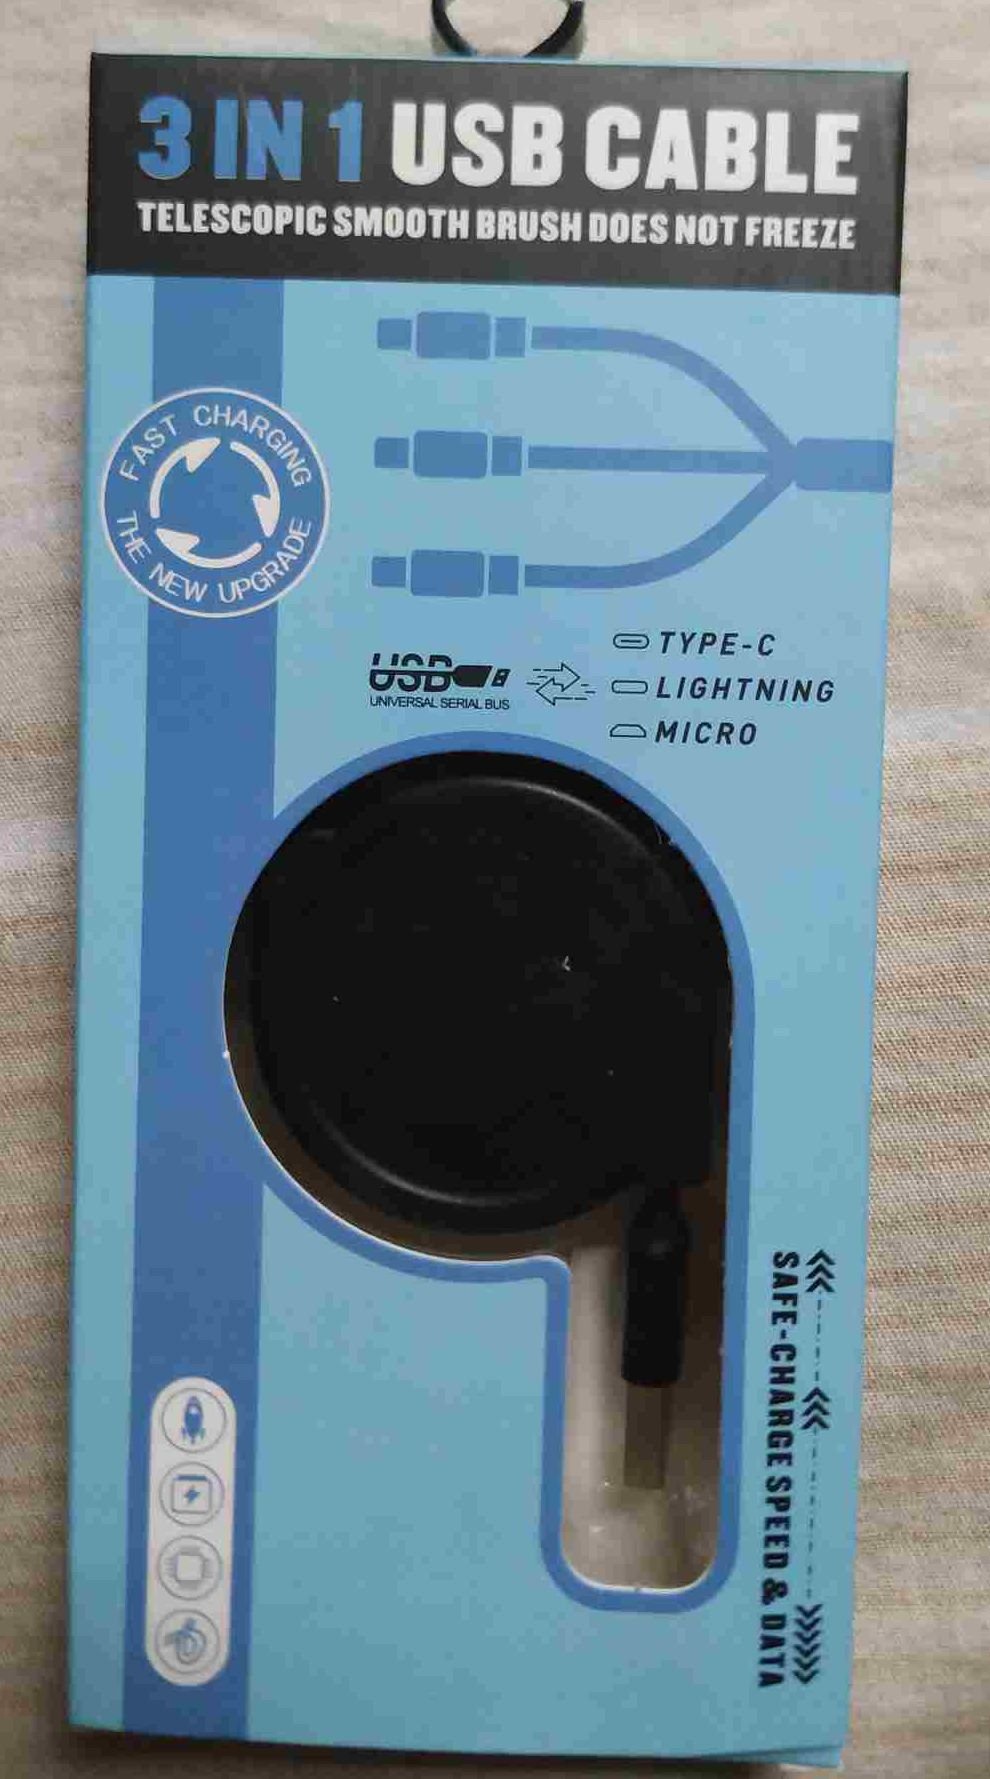 3 IN 1 USB CABLE
TELESCOPIC SMOOTH BRUSH DOES NOT FREEZE
FAST CHARGING
THE NEW UPGRADE
USB
UNIVERSAL SERIAL BUS
TYPE-C
LIGHTNING
MICRO
SAFE-CHARGE SPEED & DATA